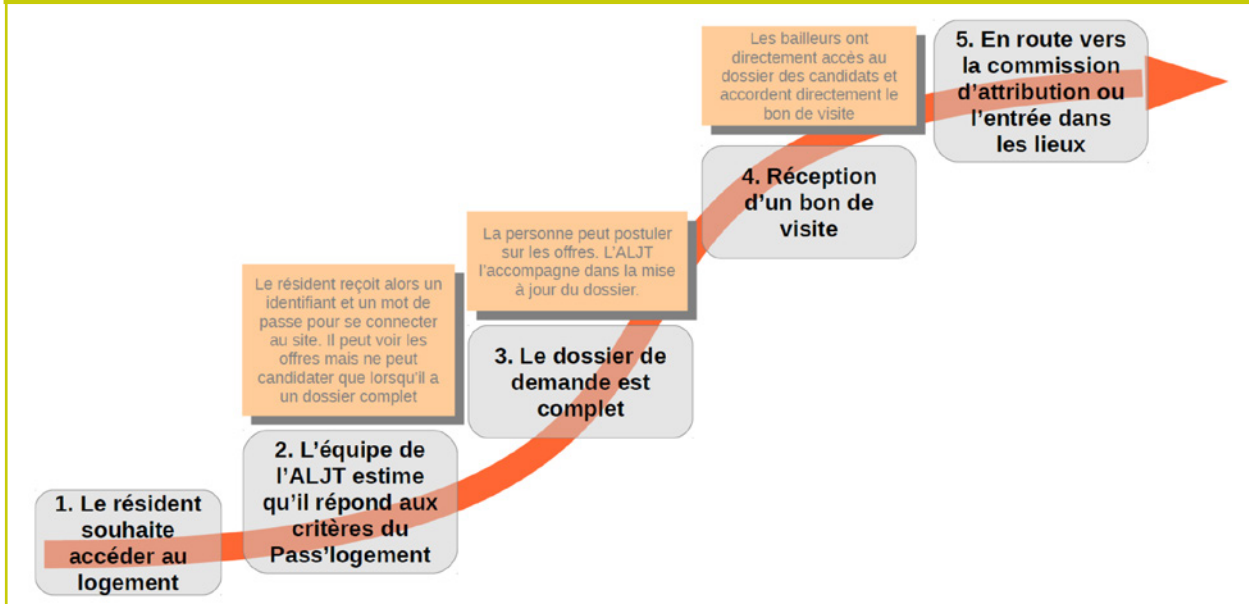 1. Le résident
souhaite
accéder au
logement
Le résident reçoit alors un
identifiant et un mot de
passe pour se connecter
au site. Il peut voir les
offres mais ne peut
candidater que lorsqu'il a
un dossier complet
2. L'équipe de
l'ALJT estime
qu'il répond aux
critères du
Pass'logement
La personne peut postuler
sur les offres. L'ALJT
l'accompagne dans la mise
à jour du dossier.
3. Le dossier de
demande est
complet
Les bailleurs ont
directement accès au
dossier des candidats et
accordent directement le
bon de visite
4. Réception
d'un bon de
visite
5. En route vers
la commission
d'attribution ou
l'entrée dans
les lieux